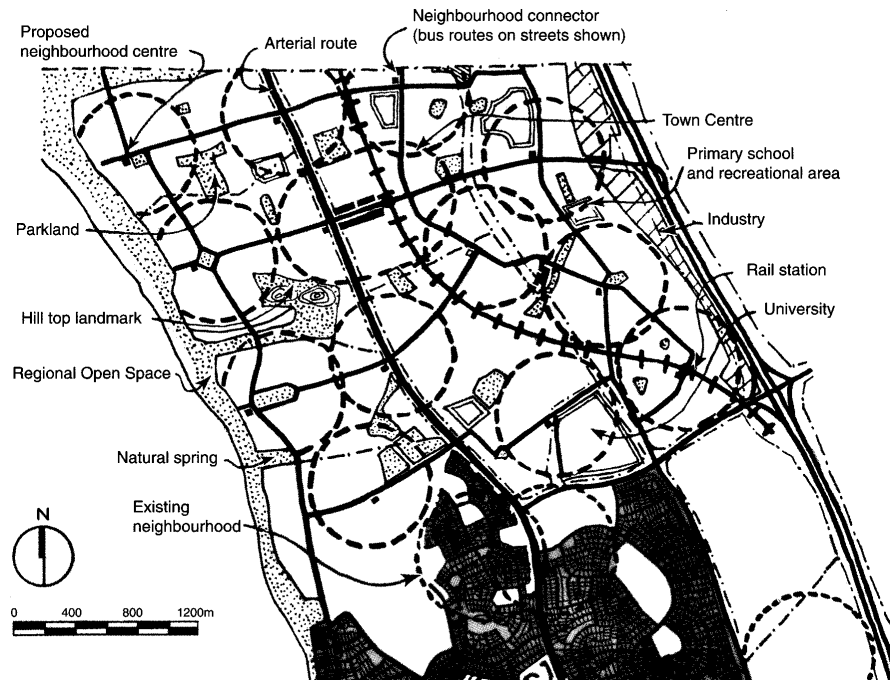 Proposed
neighbourhood centre
Arterial route
Neighbourhood connector
(bus routes on streets shown)
Town Centre
Primary school
and recreational area
Industry
Parkland
Rail station
University
Hill top landmark
Regional Open Space
Natural spring
Existing
neighbourhood
N
0 400 800 1200m